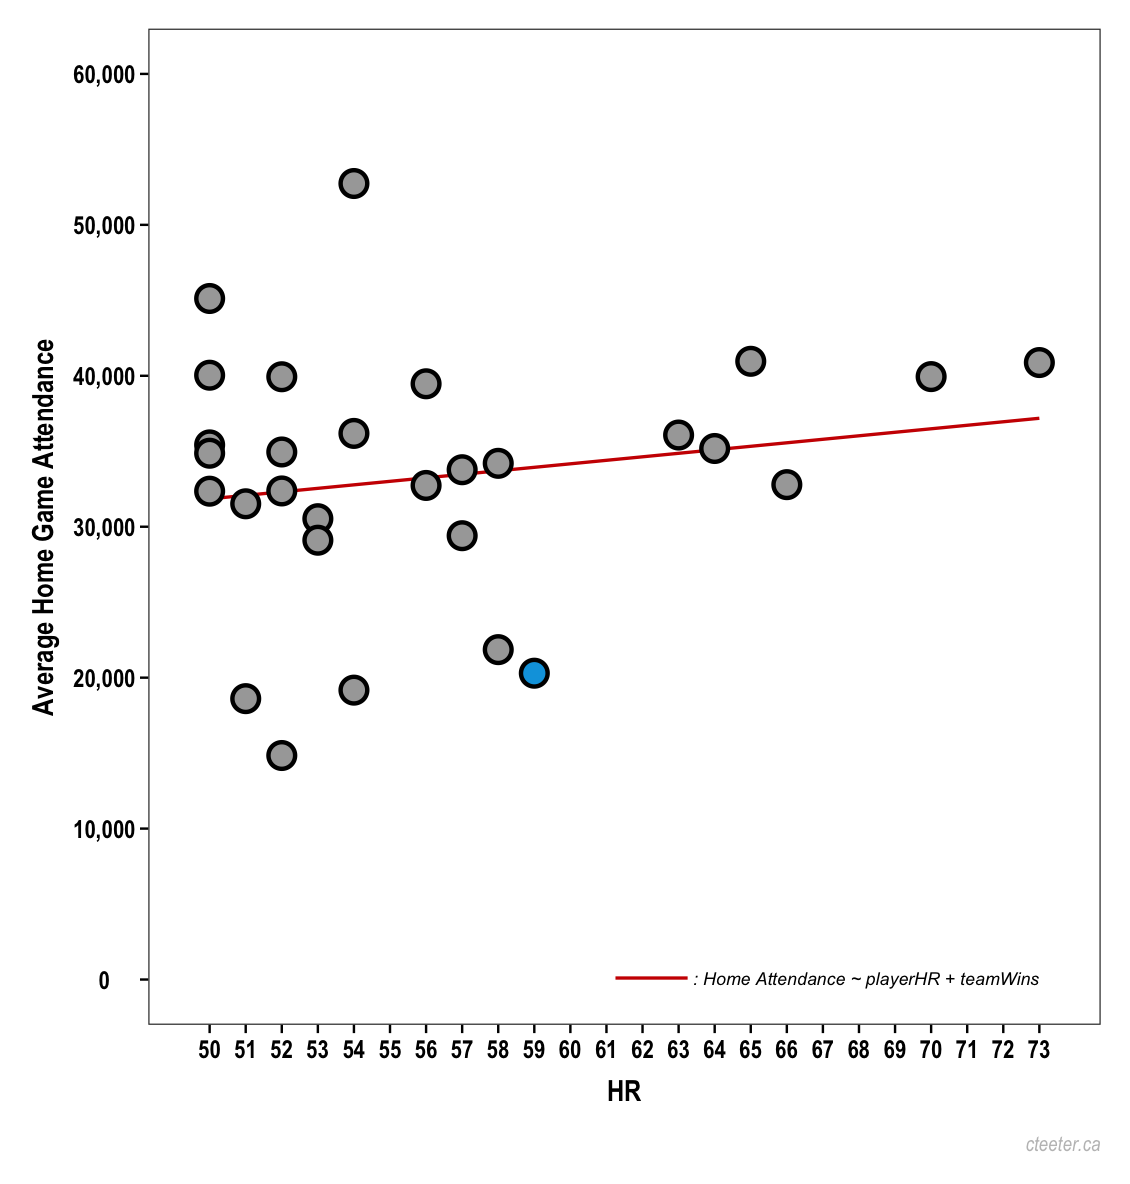 60,000
50,000
40,000
30,000
20,000
10,000
0
Average Home Game Attendance
: Home Attendance ~ playerHR + teamWins
50 51 52 53 54 55 56 57 58 59 60 61 62 63 64 65 66 67 68 69 70 71 72 73
HR
cteeter.ca